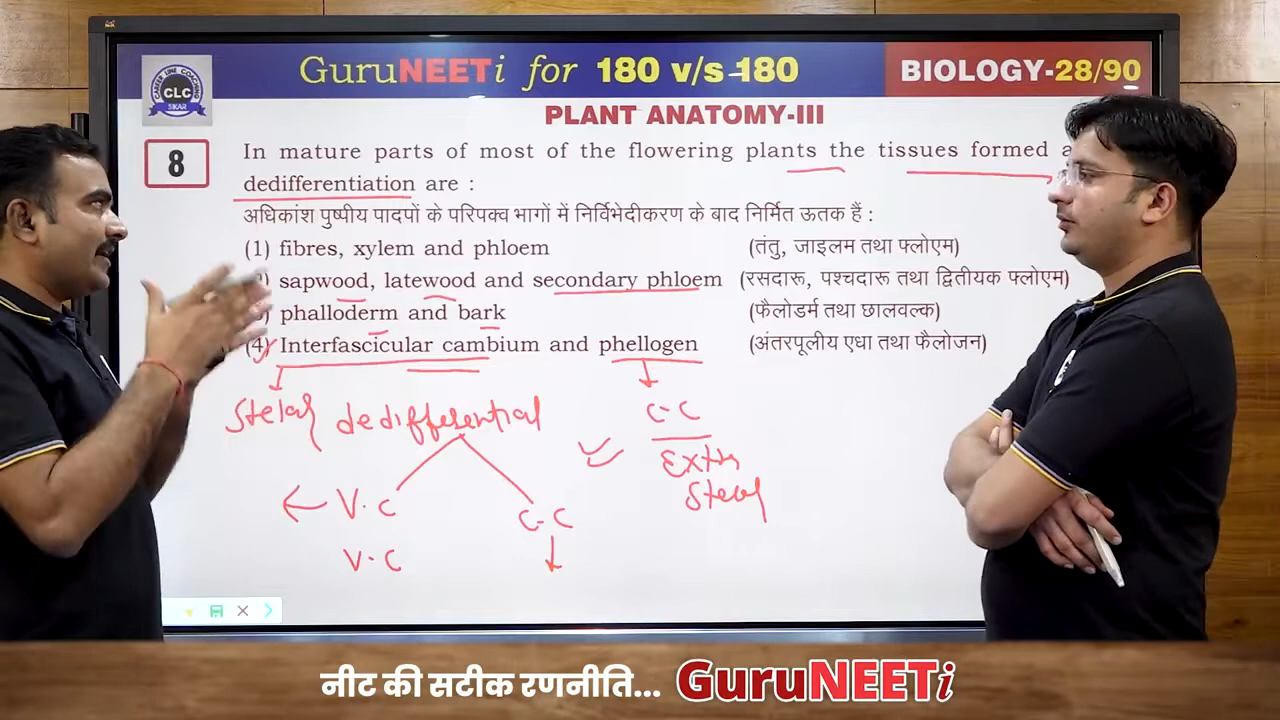 CAREER LINE COACHING
CLC
SIKAR
GuruNEETi for 180 v/s 180
BIOLOGY-28/90
PLANT ANATOMY-III
8
In mature parts of most of the flowering plants the tissues formed
dedifferentiation are :
अधिकांश पुष्पीय पादपों के परिपक्व भागों में निर्विभेदीकरण के बाद निर्मित ऊतक हैं :
(1) fibres, xylem and phloem (तंतु, जाइलम तथा फ्लोएम)
sapwood, latewood and secondary phloem (रसदारू, पश्चदारू तथा द्वितीयक फ्लोएम)
phalloderm and bark (फैलोडर्म तथा छालवल्क)
(4) Interfascicular cambium and phellogen (अंतरपूलीय एधा तथा फैलोजन)
Stelar dedifferential C-C
Extra
Stelar
V.C C-C
V.C
नीट की सटीक रणनीति... GuruNEETi